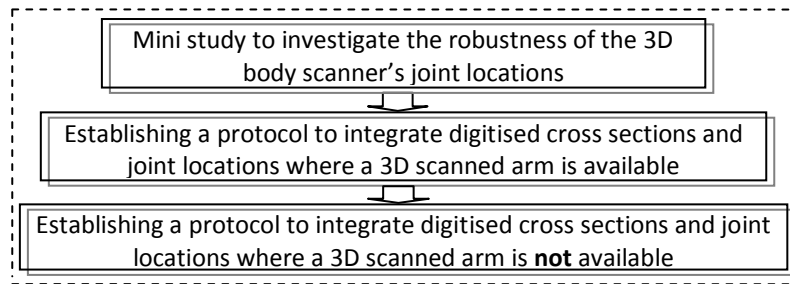 Mini study to investigate the robustness of the 3D
body scanner's joint locations
Establishing a protocol to integrate digitised cross sections and
joint locations where a 3D scanned arm is available
Establishing a protocol to integrate digitised cross sections and joint
locations where a 3D scanned arm is not available